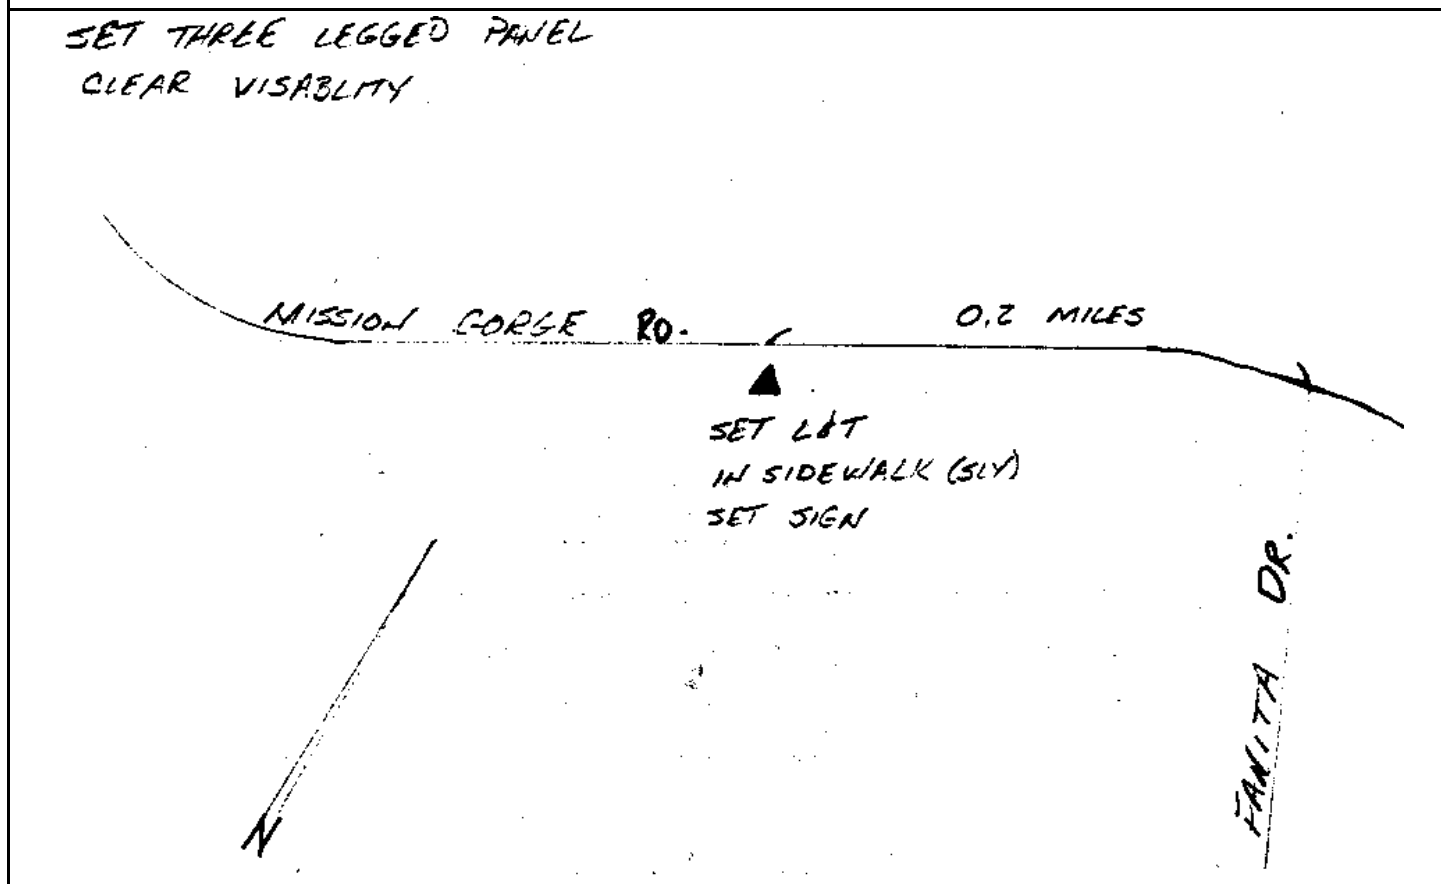 SET THREE LEGGED PANEL
CLEAR VISABLITY
MISSION GORGE RD.
0.2 MILES
SET L&T
IN SIDEWALK (SLY)
SET SIGN
FANITA DR.
N